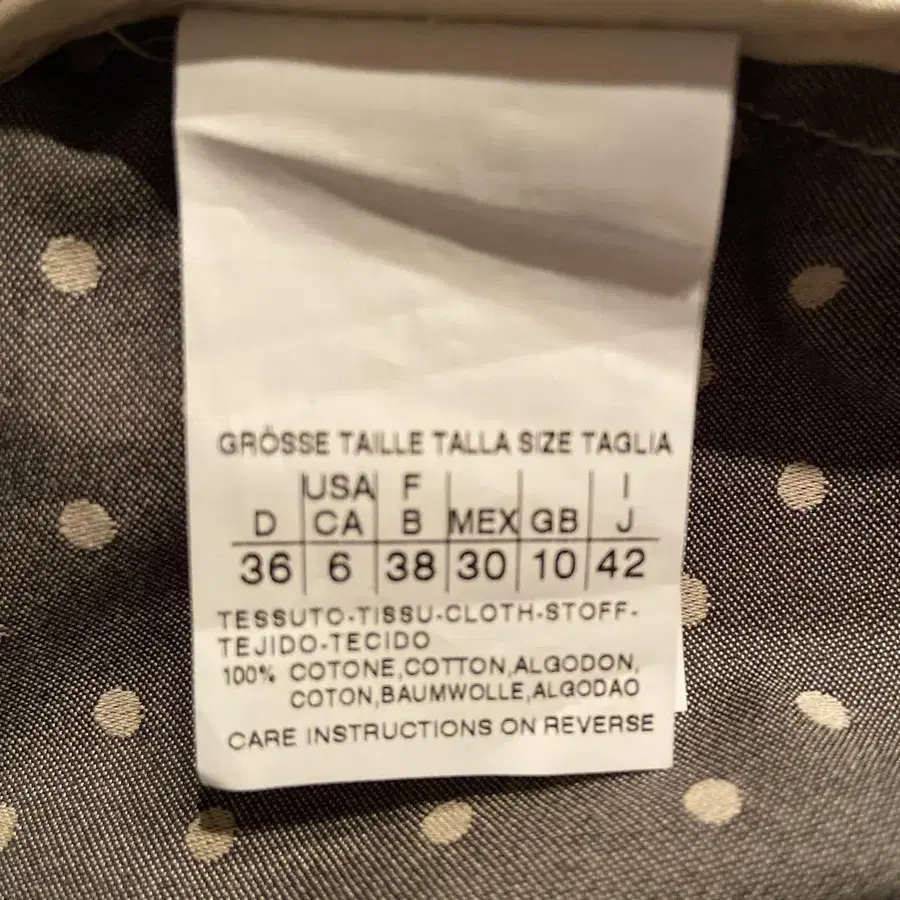 GRÖSSE TAILLE TALLA SIZE TAGLIA
USA F I
D CA B MEX GB J
36 6 38 30 10 42
TESSUTO-TISSU-CLOTH-STOFF-
TEJIDO-TECIDO
100% COTONE,COTTON,ALGODON,
COTON,BAUMWOLLE,ALGODAO
CARE INSTRUCTIONS ON REVERSE